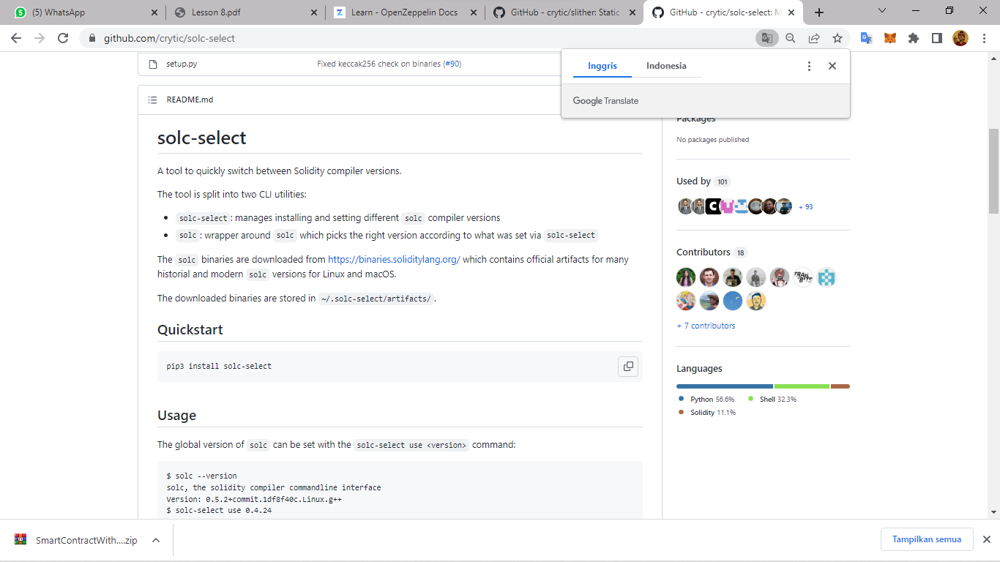 (5) WhatsApp
Lesson 8.pdf
Learn - OpenZeppelin Docs
GitHub - crytic/slither: Static
GitHub - crytic/solc-select: M
github.com/crytic/solc-select
Inggris
Indonesia
Google Translate
setup.py
Fixed keccak256 check on binaries (#90)
README.md
solc-select
A tool to quickly switch between Solidity compiler versions.
The tool is split into two CLI utilities:
solc-select : manages installing and setting different solc compiler versions
solc : wrapper around solc which picks the right version according to what was set via solc-select
The solc binaries are downloaded from https://binaries.soliditylang.org/ which contains official artifacts for many
historial and modern solc versions for Linux and macOS.
The downloaded binaries are stored in ~/.solc-select/artifacts/ .
Quickstart
pip3 install solc-select
Usage
The global version of solc can be set with the solc-select use <version> command:
$ solc --version
solc, the solidity compiler commandline interface
Version: 0.5.2+commit.1df8f40c.Linux.g++
$ solc-select use 0.4.24
Packages
No packages published
Used by 101
+ 93
Contributors 18
TRAIL OF BITS
+ 7 contributors
Languages
Python 56.6%
Shell 32.3%
Solidity 11.1%
SmartContractWith....zip
Tampilkan semua